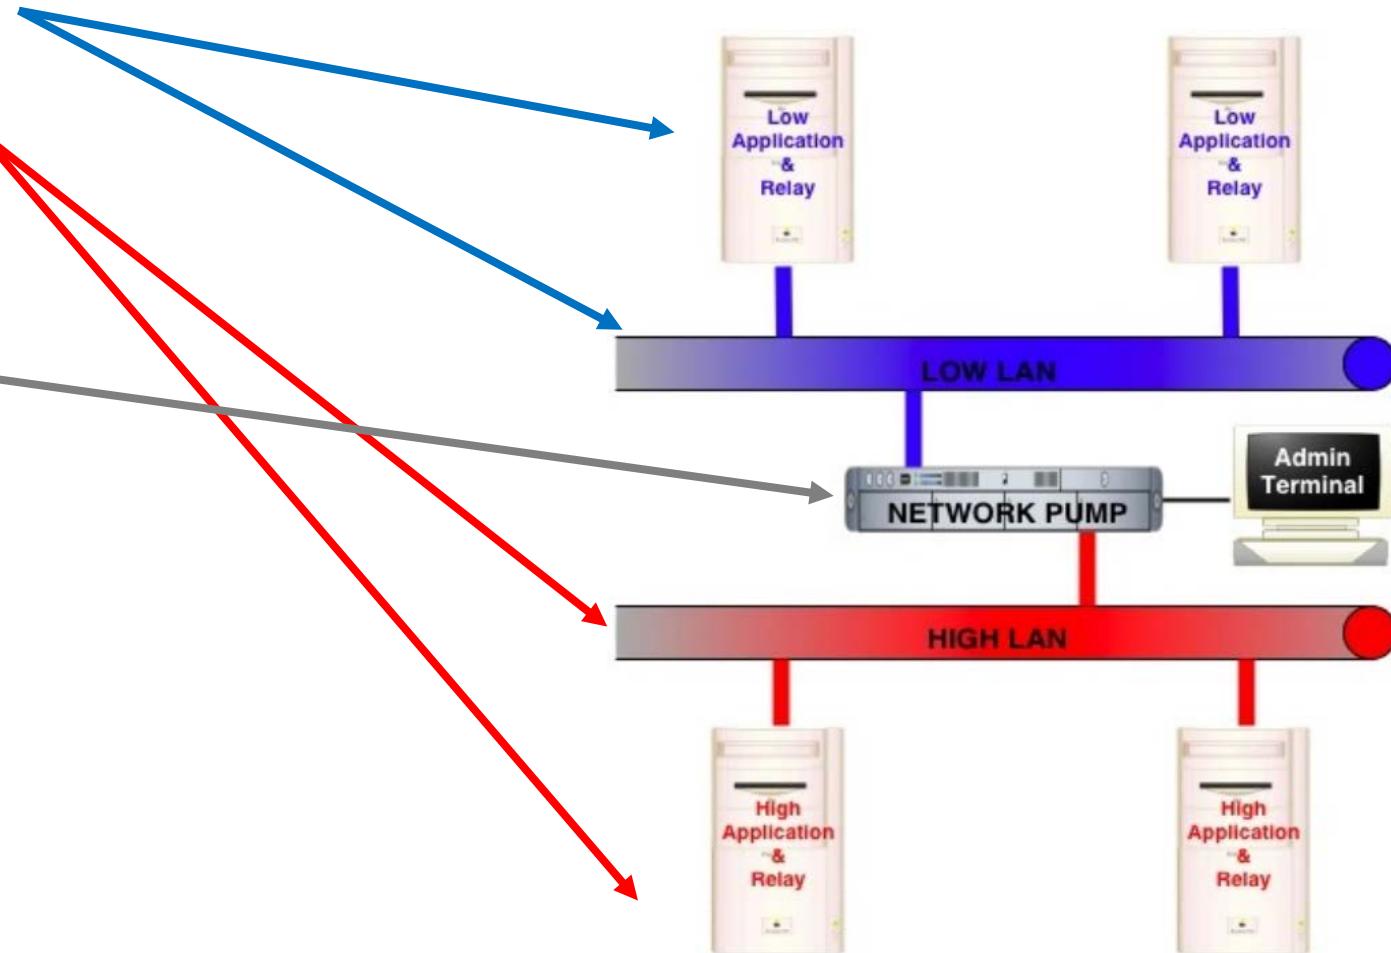 Low
Application
&
Relay
Low
Application
&
Relay
LOW LAN
Admin
Terminal
NETWORK PUMP
HIGH LAN
High
Application
&
Relay
High
Application
&
Relay